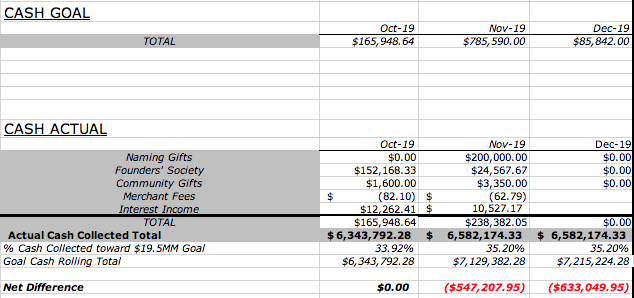 CASH GOAL
Oct-19 Nov-19 Dec-19
TOTAL $165,948.64 $785,590.00 $85,842.00
CASH ACTUAL
Oct-19 Nov-19 Dec-19
Naming Gifts $0.00 $200,000.00 $0.00
Founders' Society $152,168.33 $24,567.67 $0.00
Community Gifts $1,600.00 $3,350.00 $0.00
Merchant Fees $ (82.10) $ (62.79)
Interest Income $12,262.41 $ 10,527.17
TOTAL $165,948.64 $238,382.05 $0.00
Actual Cash Collected Total $6,343,792.28 $ 6,582,174.33 $ 6,582,174.33
% Cash Collected toward $19.5MM Goal 33.92% 35.20% 35.20%
Goal Cash Rolling Total $6,343,792.28 $7,129,382.28 $7,215,224.28
Net Difference $0.00 ($547,207.95) ($633,049.95)